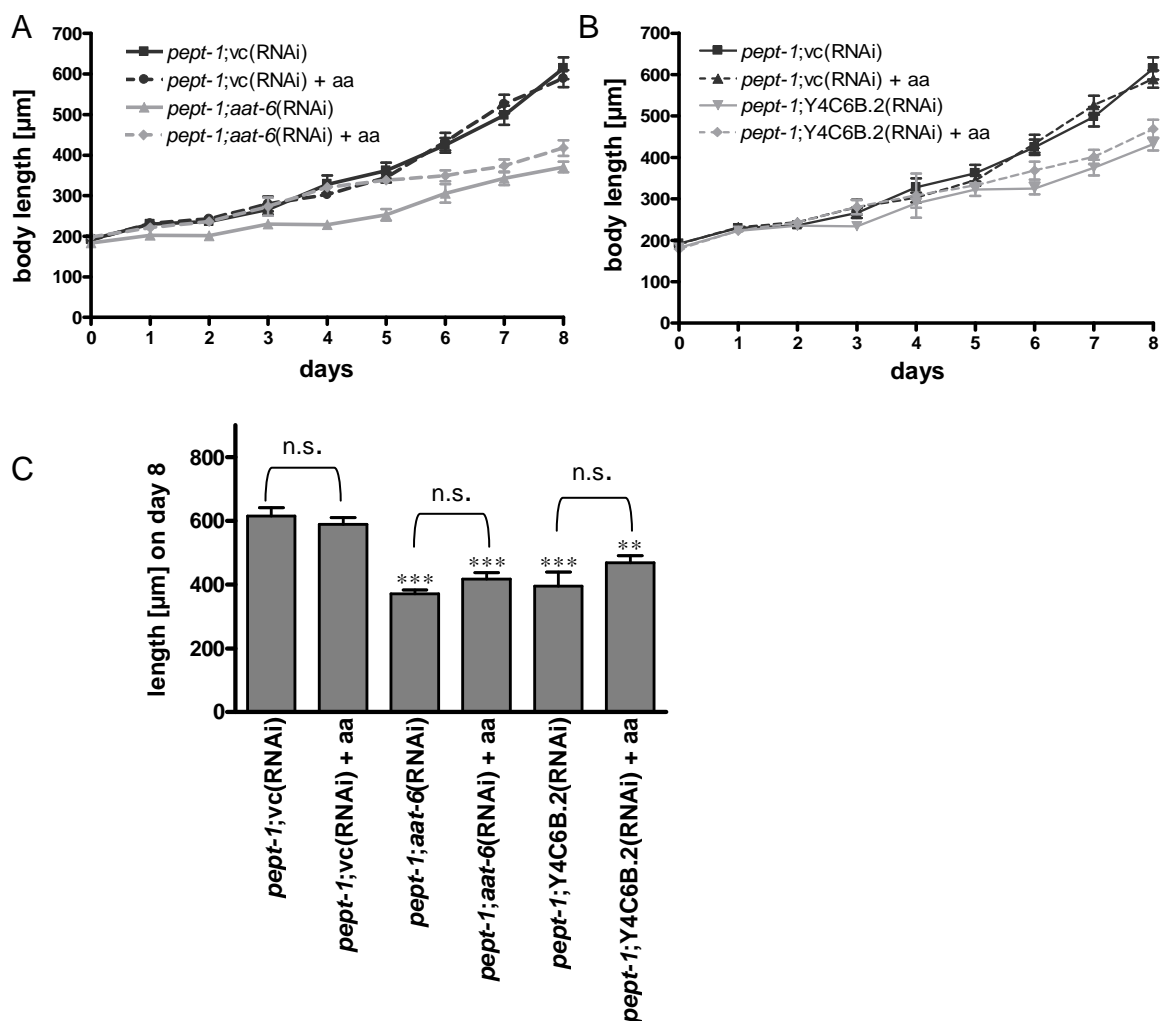 A
700
600
500
400
300
200
100
0
body length [µm]
pept-1;vc(RNAi)
pept-1;vc(RNAi) + aa
pept-1;aat-6(RNAi)
pept-1;aat-6(RNAi) + aa
0 1 2 3 4 5 6 7 8
days
B
700
600
500
400
300
200
100
0
body length [µm]
pept-1;vc(RNAi)
pept-1;vc(RNAi) + aa
pept-1;Y4C6B.2(RNAi)
pept-1;Y4C6B.2(RNAi) + aa
0 1 2 3 4 5 6 7 8
days
C
length [µm] on day 8
800
600
400
200
0
n.s.
n.s.
n.s.
*** *** *** **
pept-1;vc(RNAi)
pept-1;vc(RNAi) + aa
pept-1;aat-6(RNAi)
pept-1;aat-6(RNAi) + aa
pept-1;Y4C6B.2(RNAi)
pept-1;Y4C6B.2(RNAi) + aa